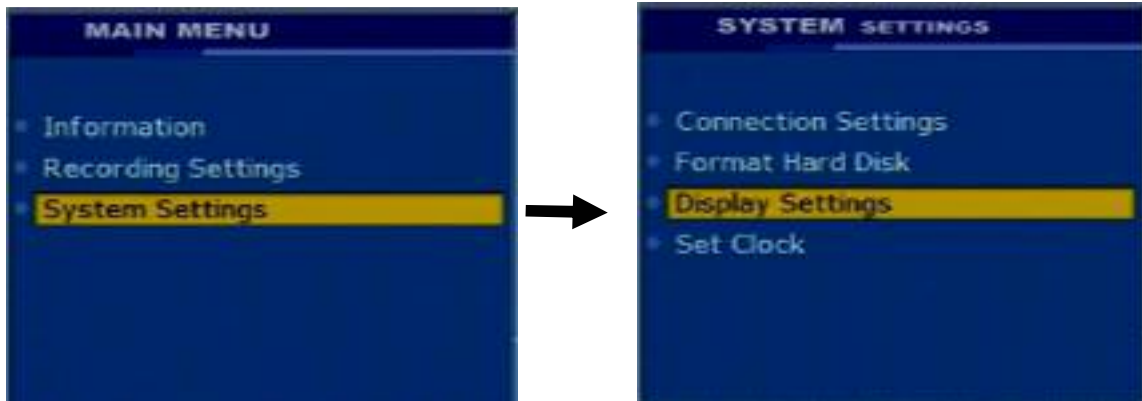 MAIN MENU
Information
Recording Settings
System Settings
SYSTEM SETTINGS
Connection Settings
Format Hard Disk
Display Settings
Set Clock